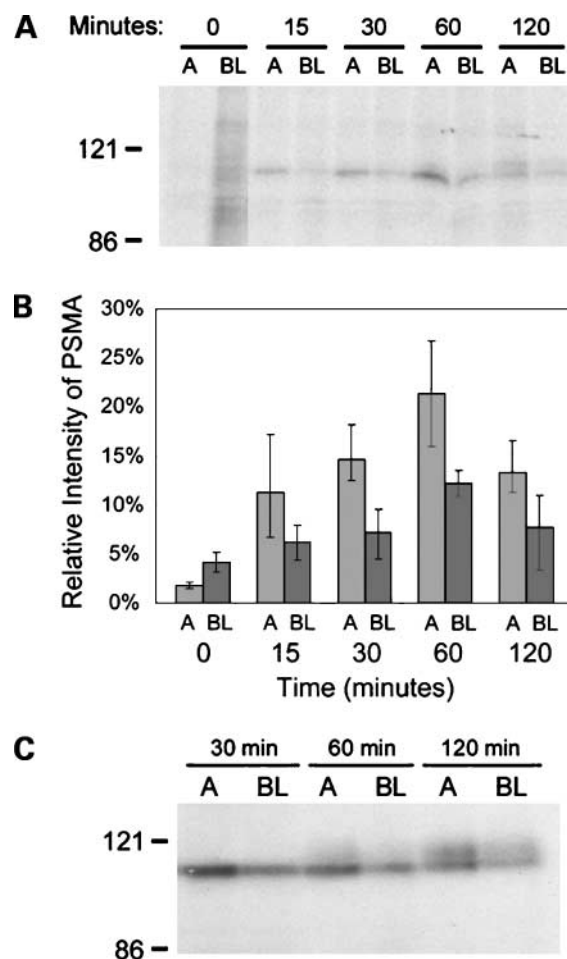 A
Minutes: 0 15 30 60 120
A BL A BL A BL A BL A BL
121
86
B
Relative Intensity of PSMA
30%
25%
20%
15%
10%
5%
0%
A BL A BL A BL A BL A BL
0 15 30 60 120
Time (minutes)
C
30 min 60 min 120 min
A BL A BL A BL
121
86